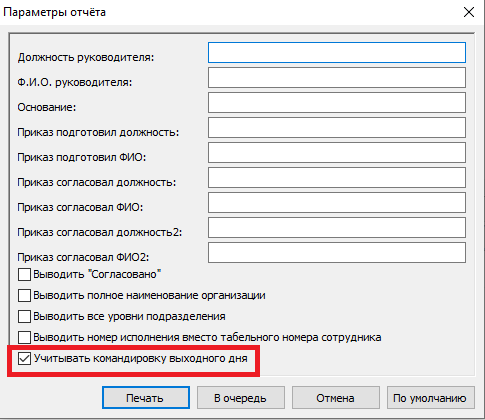 Параметры отчёта
Должность руководителя:
Ф.И.О. руководителя:
Основание:
Приказ подготовил должность:
Приказ подготовил ФИО:
Приказ согласовал должность:
Приказ согласовал ФИО:
Приказ согласовал должность2:
Приказ согласовал ФИО2:
Выводить "Согласовано"
Выводить полное наименование организации
Выводить все уровни подразделения
Выводить номер исполнения вместо табельного номера сотрудника
Учитывать командировку выходного дня
Печать В очередь Отмена По умолчанию